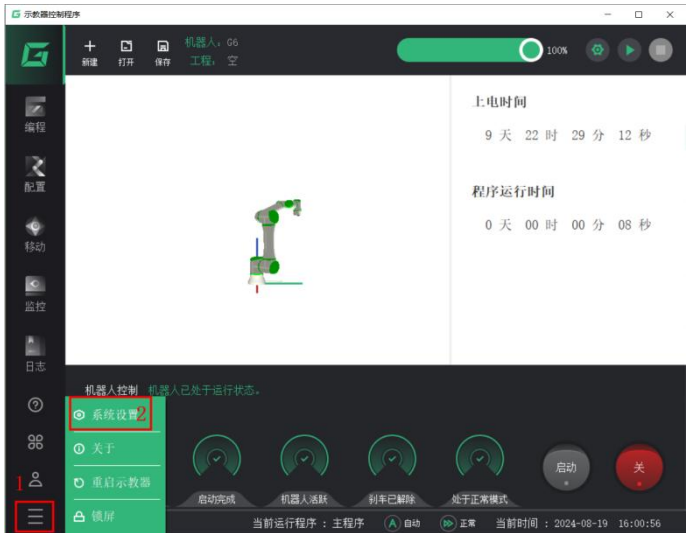 示教器控制程序
新建 打开 保存
机器人：G6
工程：空
100%
编程
配置
移动
监控
日志
上电时间
9 天 22 时 29 分 12 秒
程序运行时间
0 天 00 时 00 分 08 秒
机器人控制 机器人已处于运行状态。
系统设置 2
关于
重启示教器
锁屏
1
启动完成 机器人活跃 刹车已解除 处于正常模式
启动 关
当前运行程序：主程序 A 自动 正常 当前时间：2024-08-19 16:00:56